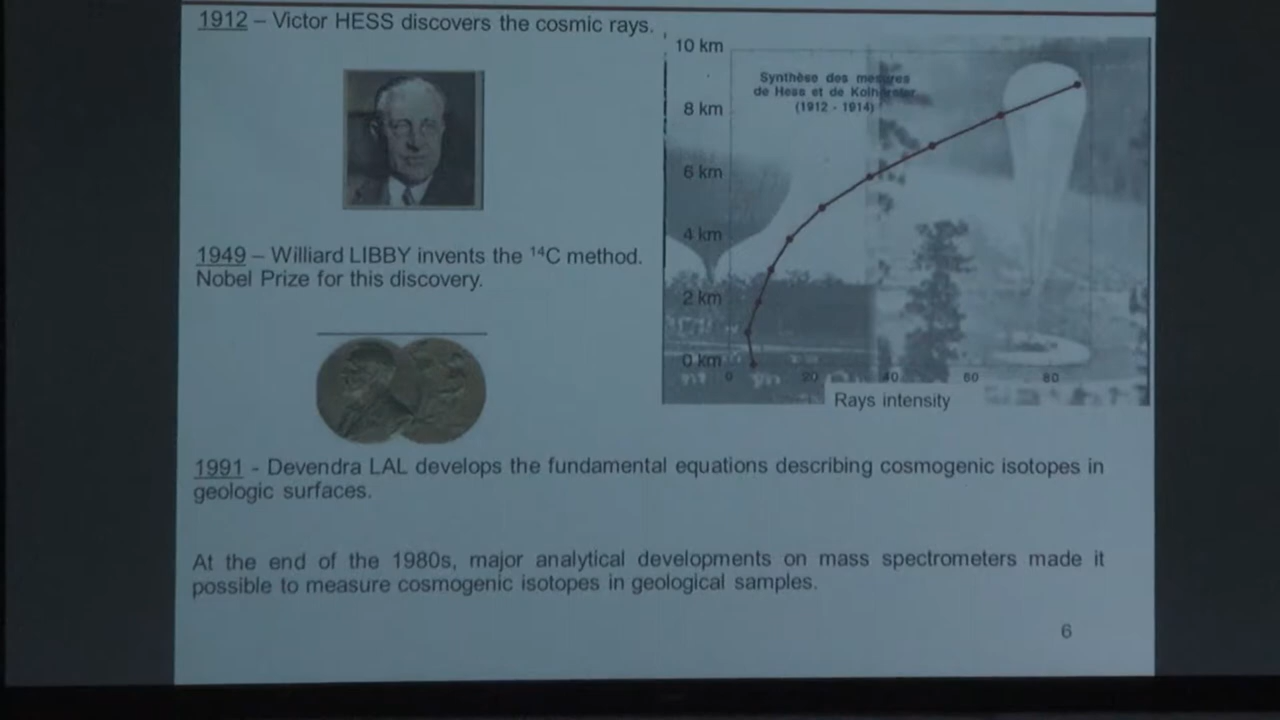 1912 – Victor HESS discovers the cosmic rays.
10 km
Synthèse des mesures
de Hess et de Kolhörster
(1912 - 1914)
8 km
6 km
4 km
2 km
0 km
0 20 40 60 80
Rays intensity
1949 – Williard LIBBY invents the ¹⁴C method.
Nobel Prize for this discovery.
1991 - Devendra LAL develops the fundamental equations describing cosmogenic isotopes in
geologic surfaces.
At the end of the 1980s, major analytical developments on mass spectrometers made it
possible to measure cosmogenic isotopes in geological samples.
6